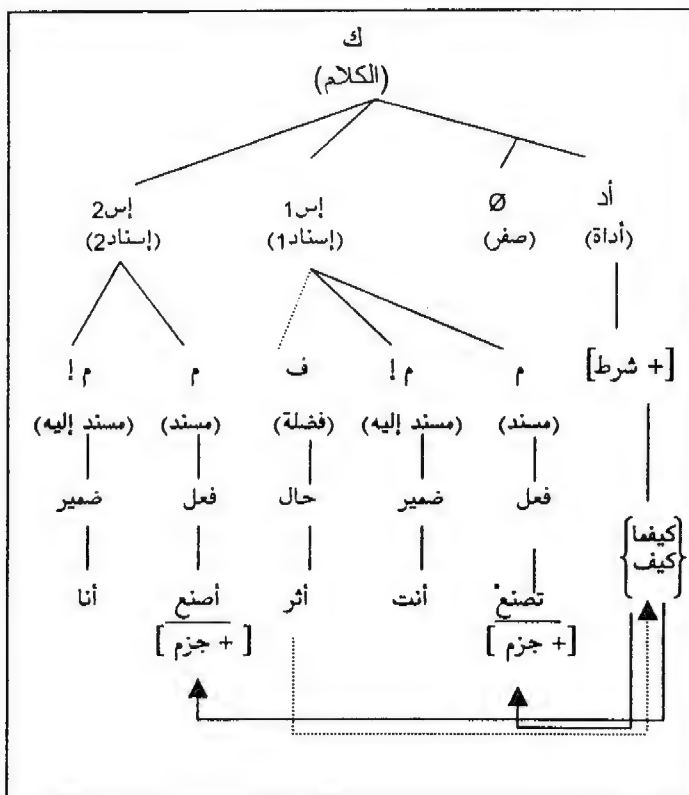 ك
(الكلام)
أد Ø إس1 إس2
(أداة) (صفر) (إسناد1) (إسناد2)
[+ شرط] م م إ ف م م إ
(مسند) (مسند إليه) (فضلة) (مسند) (مسند إليه)
فعل ضمير حال فعل ضمير
كيفما
كيف
تصنع أنت أثر أصنع أنا
[+ جزم] [+ جزم]